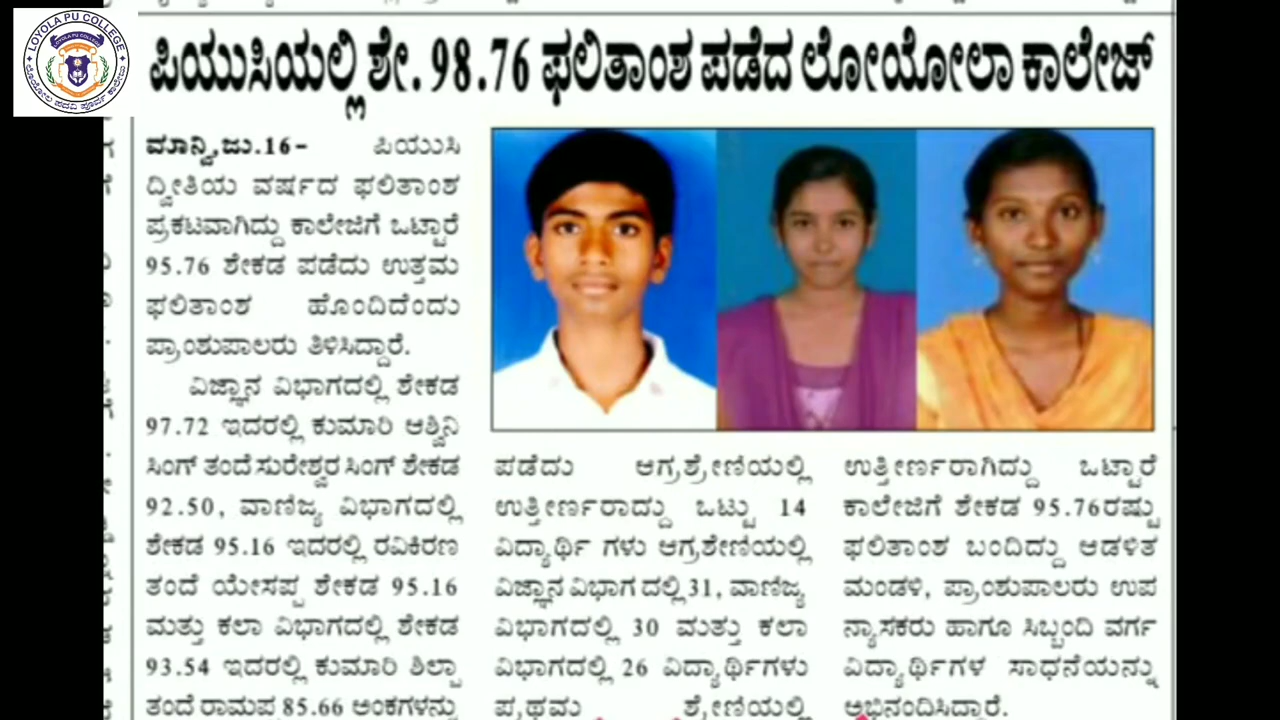 LOYOLA PU COLLEGE
ಲೊಯೋಲ ಪದವಿ ಪೂರ್ವ ಕಾಲೇಜು
ಪಿಯುಸಿಯಲ್ಲಿ ಶೇ. 98.76 ಫಲಿತಾಂಶ ಪಡೆದ ಲೋಯೋಲಾ ಕಾಲೇಜ್
ಮಾನ್ವಿ,ಜು.16- ಪಿಯುಸಿ
ದ್ವೀತಿಯ ವರ್ಷದ ಫಲಿತಾಂಶ
ಪ್ರಕಟವಾಗಿದ್ದು ಕಾಲೇಜಿಗೆ ಒಟ್ಟಾರೆ
95.76 ಶೇಕಡ ಪಡೆದು ಉತ್ತಮ
ಫಲಿತಾಂಶ ಹೊಂದಿದೆಂದು
ಪ್ರಾಂಶುಪಾಲರು ತಿಳಿಸಿದ್ದಾರೆ.
ವಿಜ್ಞಾನ ವಿಭಾಗದಲ್ಲಿ ಶೇಕಡ
97.72 ಇದರಲ್ಲಿ ಕುಮಾರಿ ಆಶ್ವಿನಿ
ಸಿಂಗ್ ತಂದೆ ಸುರೇಶ್ವರ ಸಿಂಗ್ ಶೇಕಡ
92.50, ವಾಣಿಜ್ಯ ವಿಭಾಗದಲ್ಲಿ
ಶೇಕಡ 95.16 ಇದರಲ್ಲಿ ರವಿಕಿರಣ
ತಂದೆ ಯೇಸಪ್ಪ ಶೇಕಡ 95.16
ಮತ್ತು ಕಲಾ ವಿಭಾಗದಲ್ಲಿ ಶೇಕಡ
93.54 ಇದರಲ್ಲಿ ಕುಮಾರಿ ಶಿಲ್ಪಾ
ತಂದೆ ರಾಮಪ್ಪ 85.66 ಅಂಕಗಳನ್ನು
ಪಡೆದು ಆಗ್ರಶ್ರೇಣಿಯಲ್ಲಿ
ಉತ್ತೀರ್ಣರಾದ್ದು ಒಟ್ಟು 14
ವಿದ್ಯಾರ್ಥಿ ಗಳು ಆಗ್ರಶೇಣಿಯಲ್ಲಿ
ವಿಜ್ಞಾನ ವಿಭಾಗ ದಲ್ಲಿ 31, ವಾಣಿಜ್ಯ
ವಿಭಾಗದಲ್ಲಿ 30 ಮತ್ತು ಕಲಾ
ವಿಭಾಗದಲ್ಲಿ 26 ವಿದ್ಯಾರ್ಥಿಗಳು
ಪ್ರಥಮ ಶ್ರೇಣಿಯಲ್ಲಿ
ಉತ್ತೀರ್ಣರಾಗಿದ್ದು ಒಟ್ಟಾರೆ
ಕಾಲೇಜಿಗೆ ಶೇಕಡ 95.76ರಷ್ಟು
ಫಲಿತಾಂಶ ಬಂದಿದ್ದು ಆಡಳಿತ
ಮಂಡಳಿ, ಪ್ರಾಂಶುಪಾಲರು ಉಪ
ನ್ಯಾಸಕರು ಹಾಗೂ ಸಿಬ್ಬಂದಿ ವರ್ಗ
ವಿದ್ಯಾರ್ಥಿಗಳ ಸಾಧನೆಯನ್ನು
ಅಭಿನಂದಿಸಿದ್ದಾರೆ.